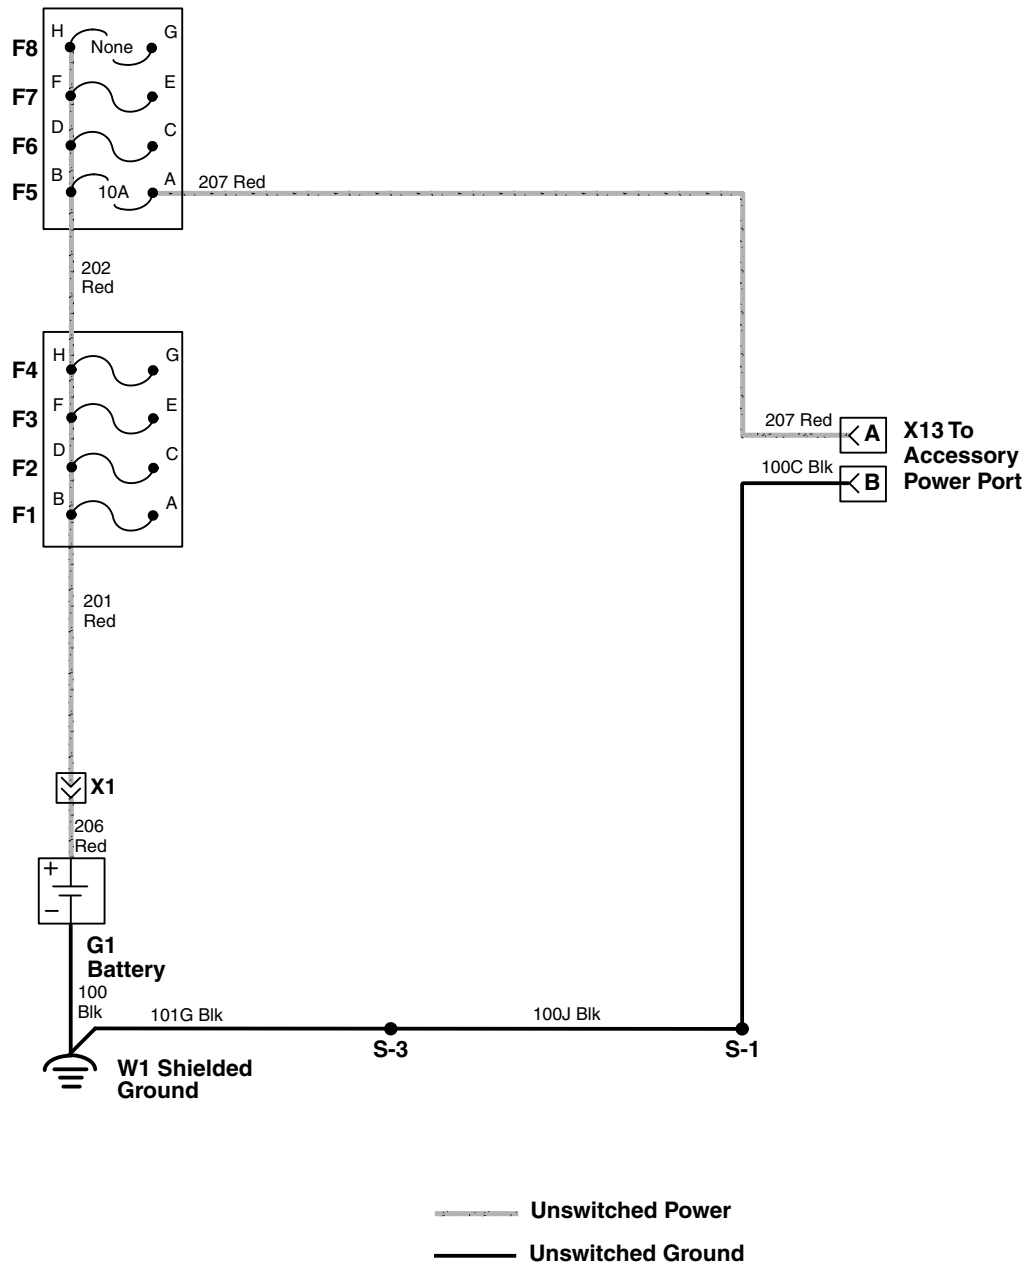 H G
F8 None
F E
F7
D C
F6
B A
F5 10A
207 Red
202
Red
H G
F4
F E
F3
D C
F2
B A
F1
207 Red
A
X13 To
Accessory
Power Port
100C Blk
B
201
Red
X1
206
Red
+
−
G1
Battery
100
Blk
101G Blk
100J Blk
S-3
S-1
W1 Shielded
Ground
Unswitched Power
Unswitched Ground